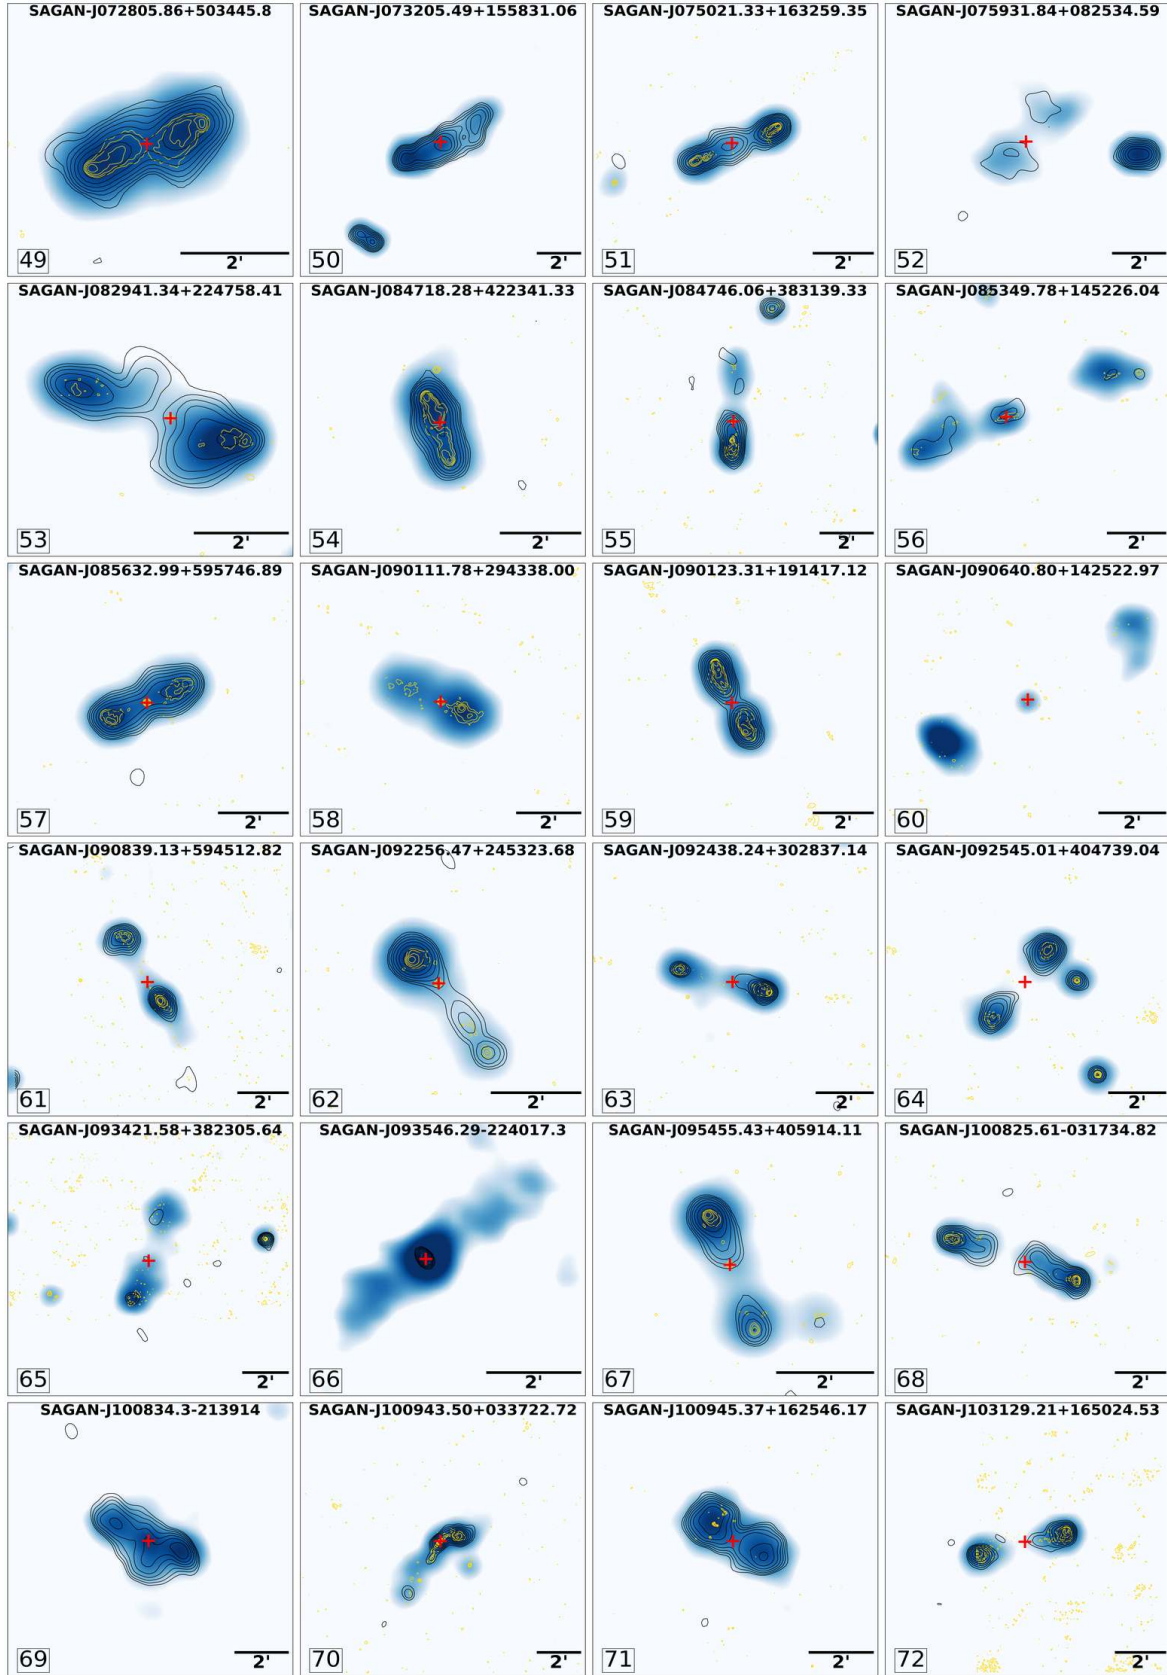 SAGAN-J072805.86+503445.8
2'
49
SAGAN-J073205.49+155831.06
2'
50
SAGAN-J075021.33+163259.35
2'
51
SAGAN-J075931.84+082534.59
2'
52
SAGAN-J082941.34+224758.41
2'
53
SAGAN-J084718.28+422341.33
2'
54
SAGAN-J084746.06+383139.33
2'
55
SAGAN-J085349.78+145226.04
2'
56
SAGAN-J085632.99+595746.89
2'
57
SAGAN-J090111.78+294338.00
2'
58
SAGAN-J090123.31+191417.12
2'
59
SAGAN-J090640.80+142522.97
2'
60
SAGAN-J090839.13+594512.82
2'
61
SAGAN-J092256.47+245323.68
2'
62
SAGAN-J092438.24+302837.14
2'
63
SAGAN-J092545.01+404739.04
2'
64
SAGAN-J093421.58+382305.64
2'
65
SAGAN-J093546.29-224017.3
2'
66
SAGAN-J095455.43+405914.11
2'
67
SAGAN-J100825.61-031734.82
2'
68
SAGAN-J100834.3-213914
2'
69
SAGAN-J100943.50+033722.72
2'
70
SAGAN-J100945.37+162546.17
2'
71
SAGAN-J103129.21+165024.53
2'
72